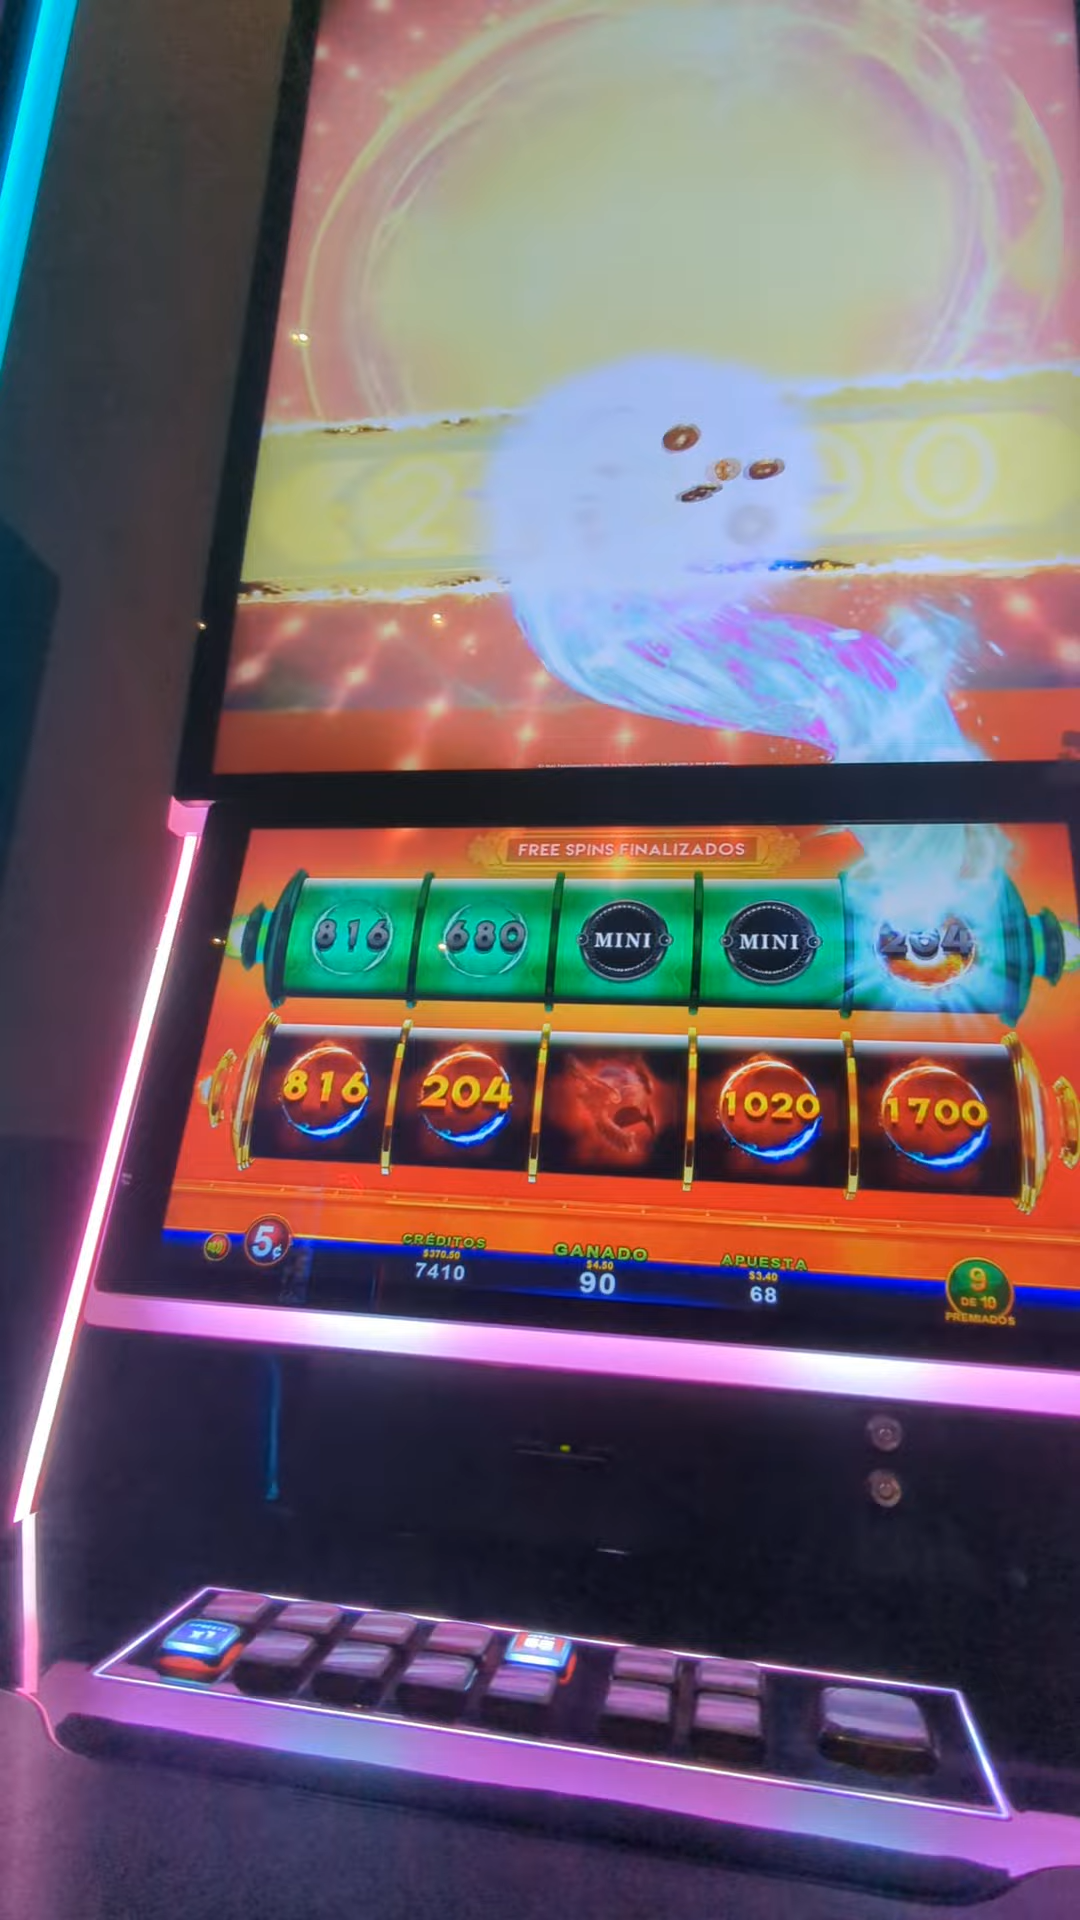 FREE SPINS FINALIZADOS
816 680 MINI MINI 204
816 204 1020 1700
5¢
CRÉDITOS
$370.50
7410
GANADO
$4.50
90
APUESTA
$3.40
68
9
DE 10
PREMIADOS